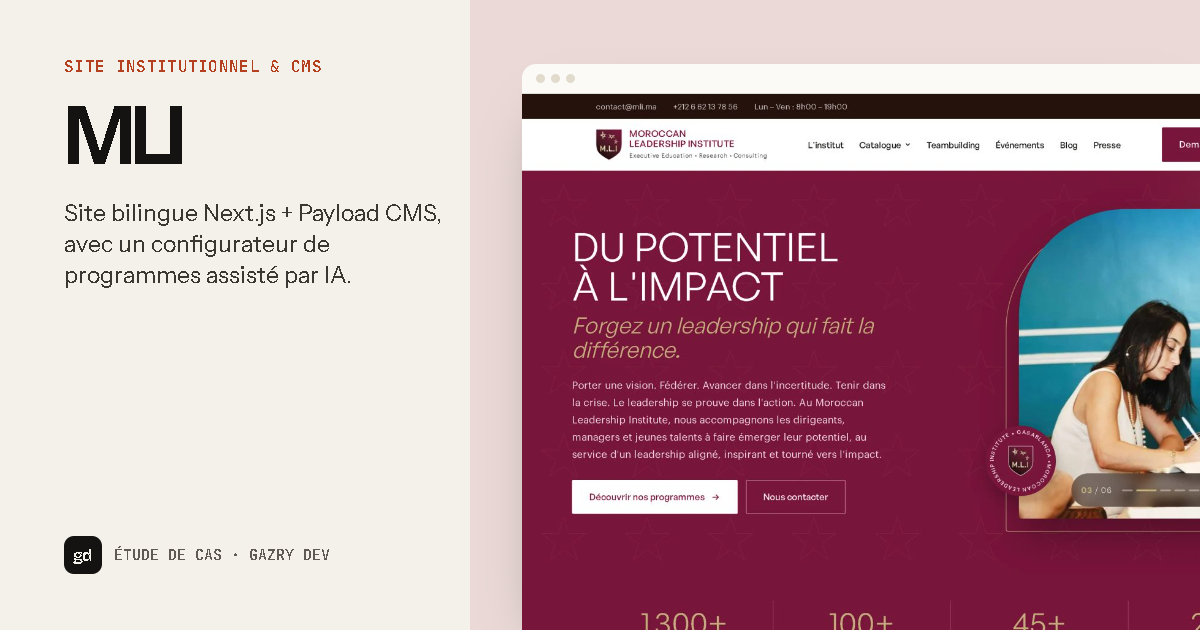 SITE INSTITUTIONNEL & CMS
MLI
Site bilingue Next.js + Payload CMS,
avec un configurateur de
programmes assisté par IA.
gd
ÉTUDE DE CAS · GAZRY DEV
contact@mli.ma +212 6 62 13 78 56 Lun – Ven : 8h00 – 19h00
MOROCCAN
LEADERSHIP INSTITUTE
Executive Education • Research • Consulting
M.L.I
L'institut Catalogue Teambuilding Événements Blog Presse
Dem
DU POTENTIEL
À L'IMPACT
Forgez un leadership qui fait la
différence.
Porter une vision. Fédérer. Avancer dans l'incertitude. Tenir dans
la crise. Le leadership se prouve dans l'action. Au Moroccan
Leadership Institute, nous accompagnons les dirigeants,
managers et jeunes talents à faire émerger leur potentiel, au
service d'un leadership aligné, inspirant et tourné vers l'impact.
Découvrir nos programmes →
Nous contacter
MOROCCAN LEADERSHIP INSTITUTE • CASABLANCA •
M.L.I
03 / 06
1300+ 100+ 45+